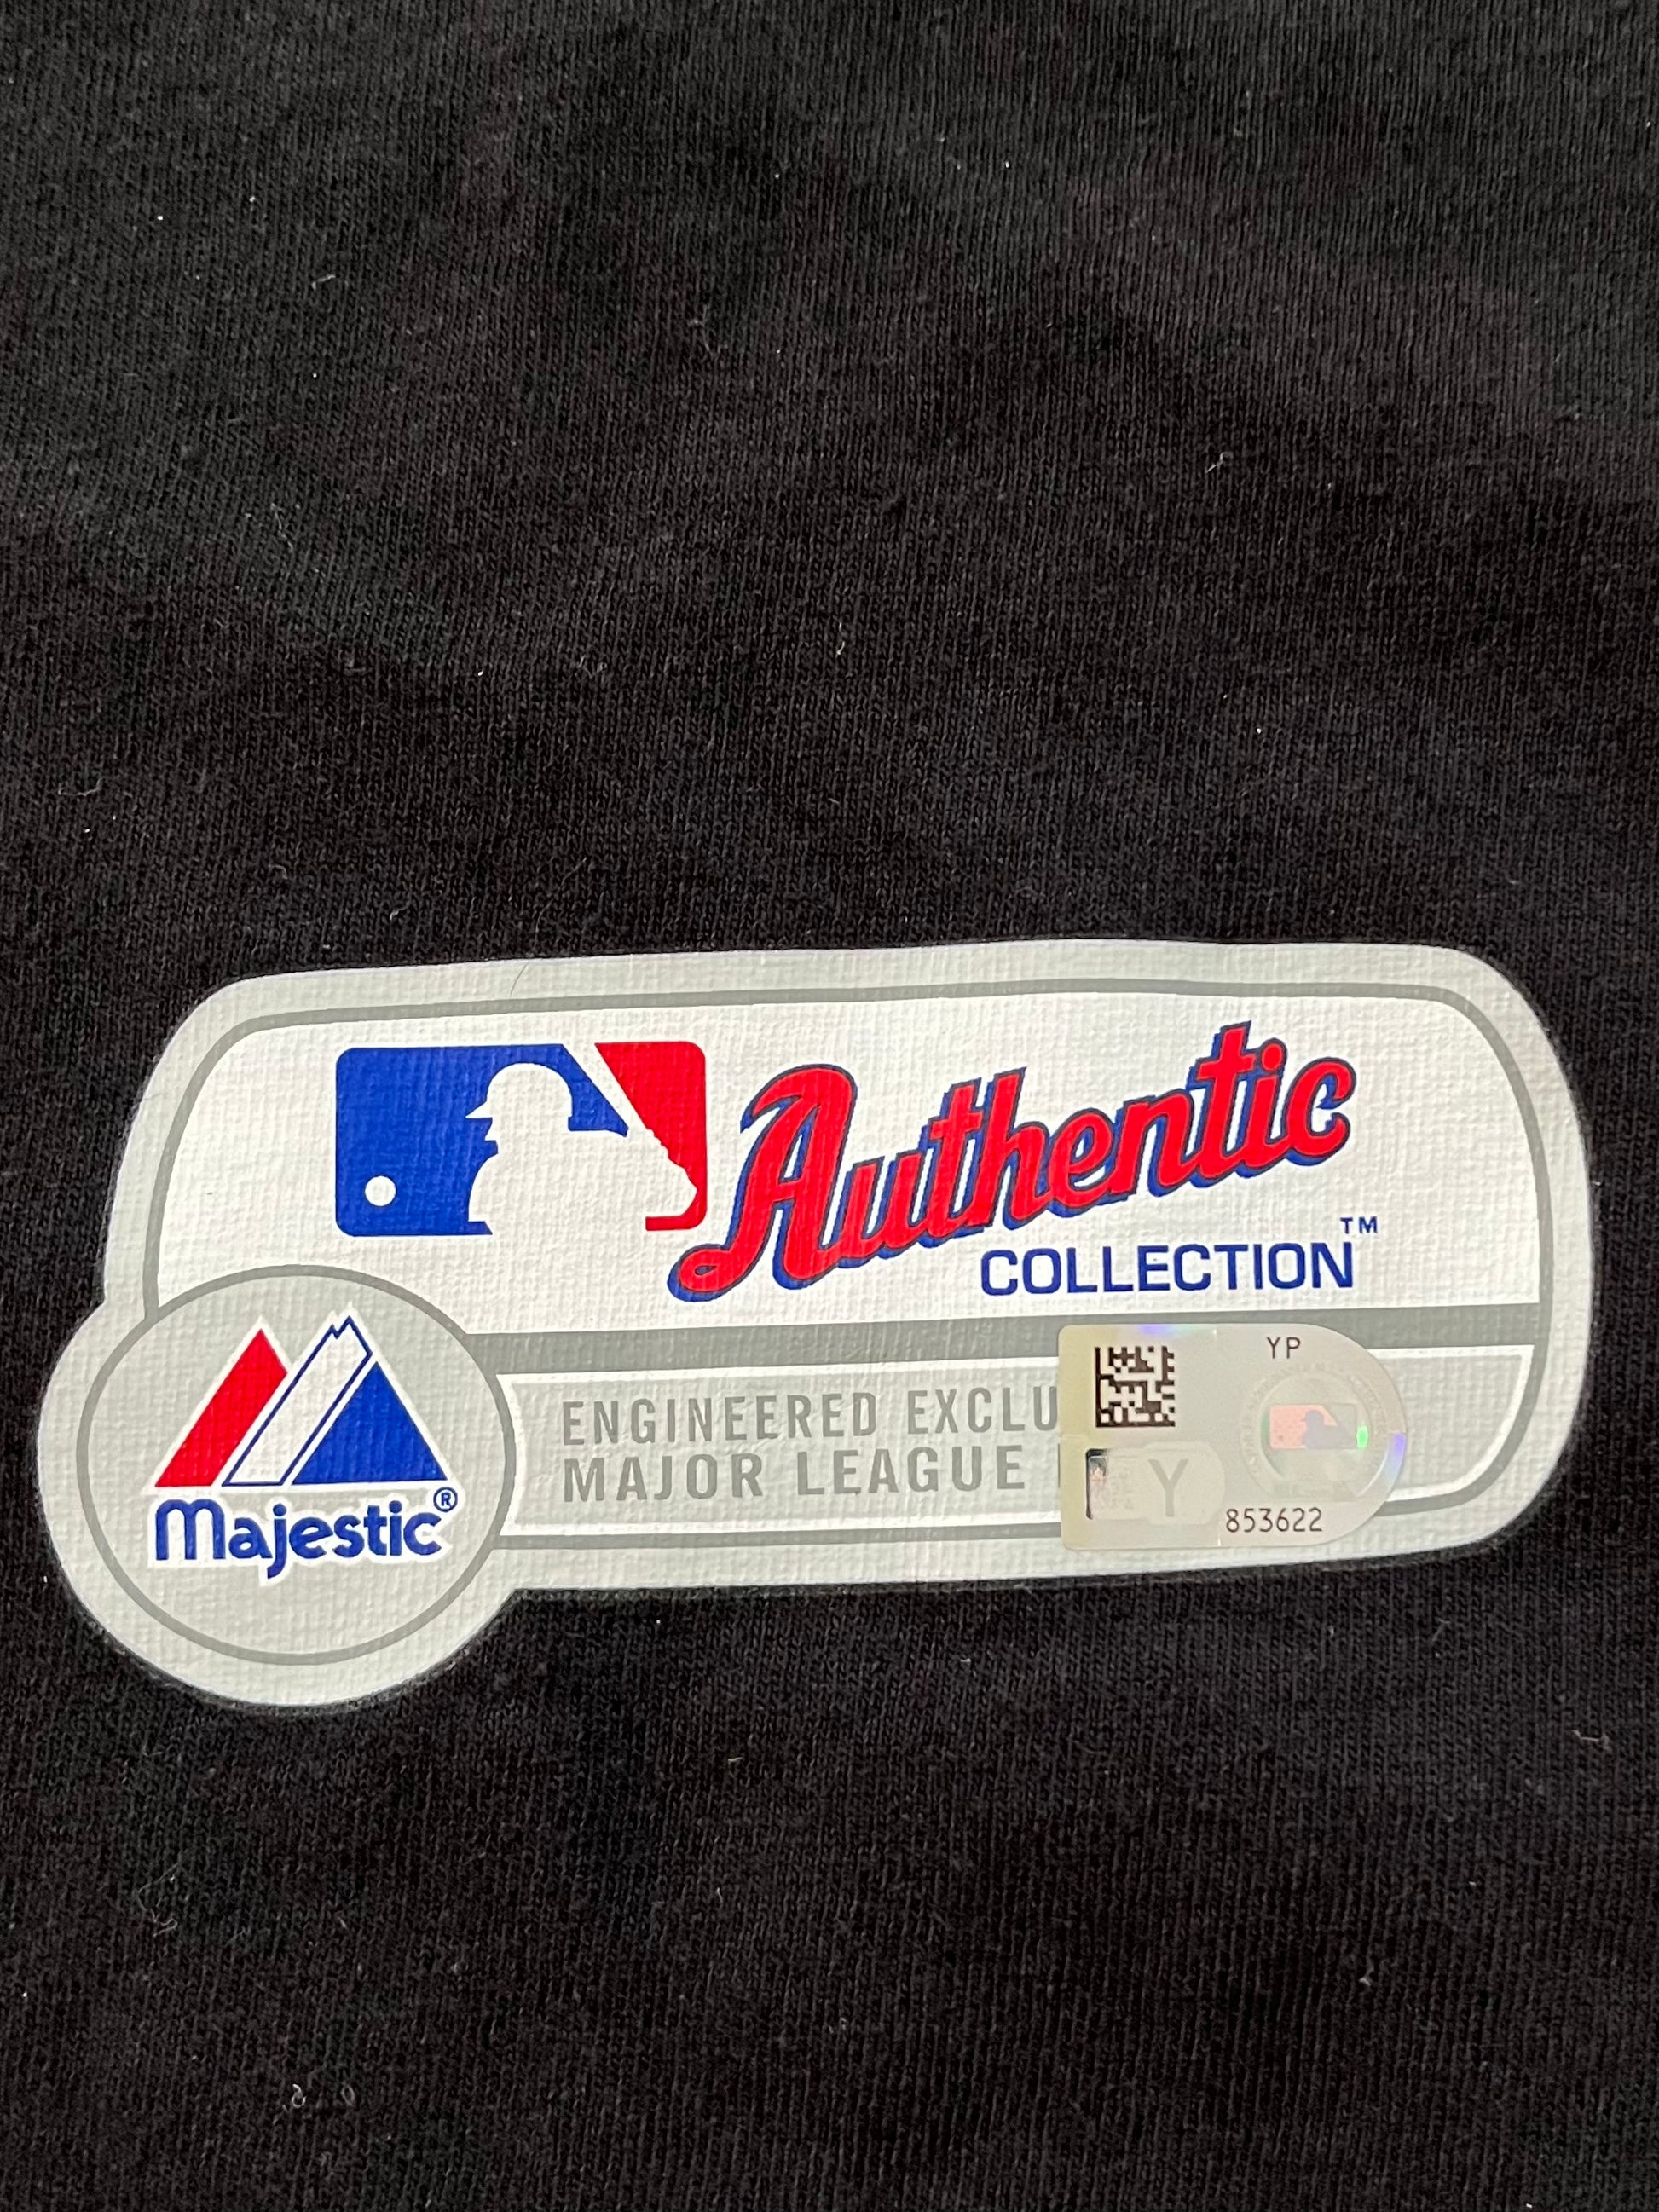 Authentic
COLLECTION™
Majestic®
ENGINEERED EXCLU
MAJOR LEAGUE
YP
Y
853622